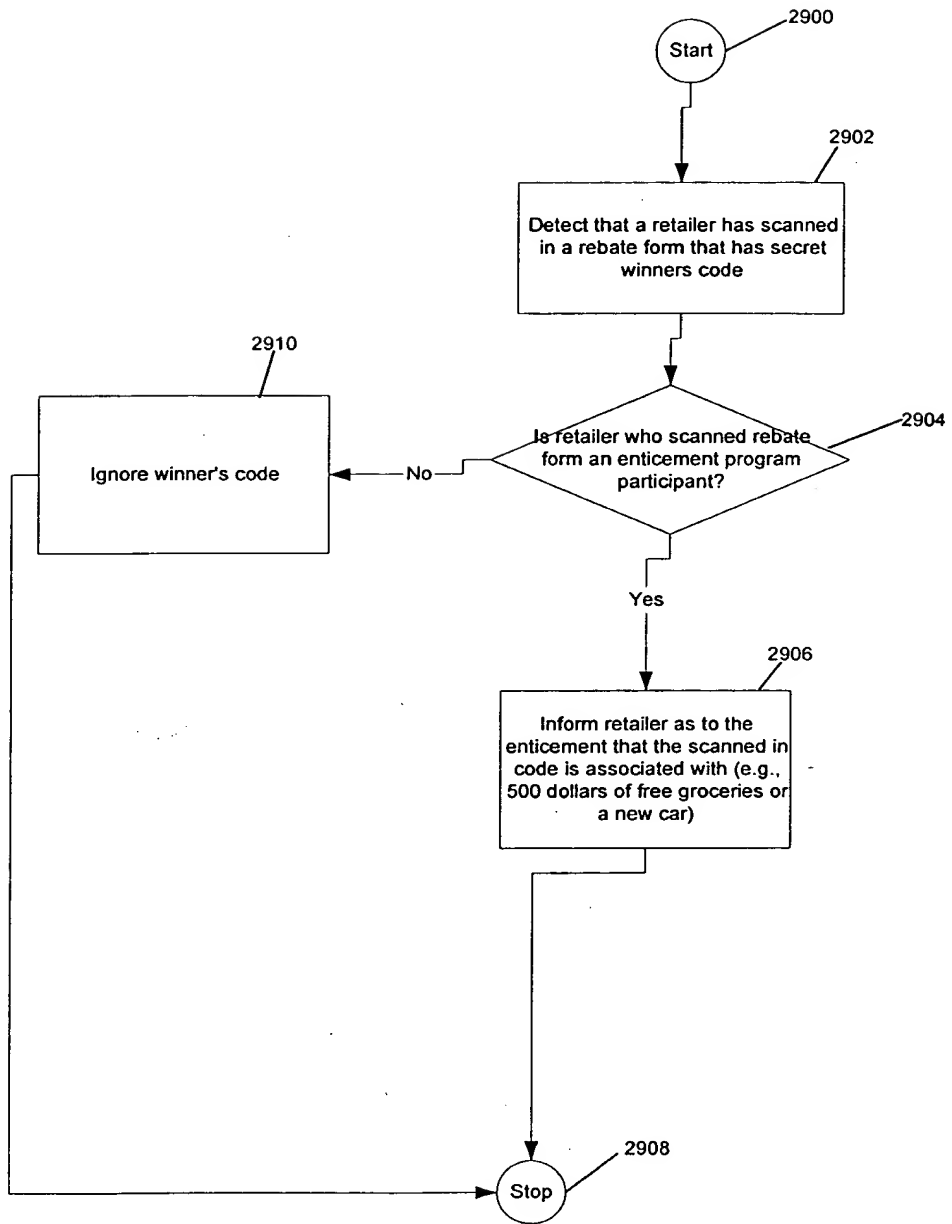 2900
Start
2902
Detect that a retailer has scanned
in a rebate form that has secret
winners code
2910
2904
Is retailer who scanned rebate
form an enticement program
participant?
Ignore winner's code
No
Yes
2906
Inform retailer as to the
enticement that the scanned in
code is associated with (e.g.,
500 dollars of free groceries or
a new car)
2908
Stop